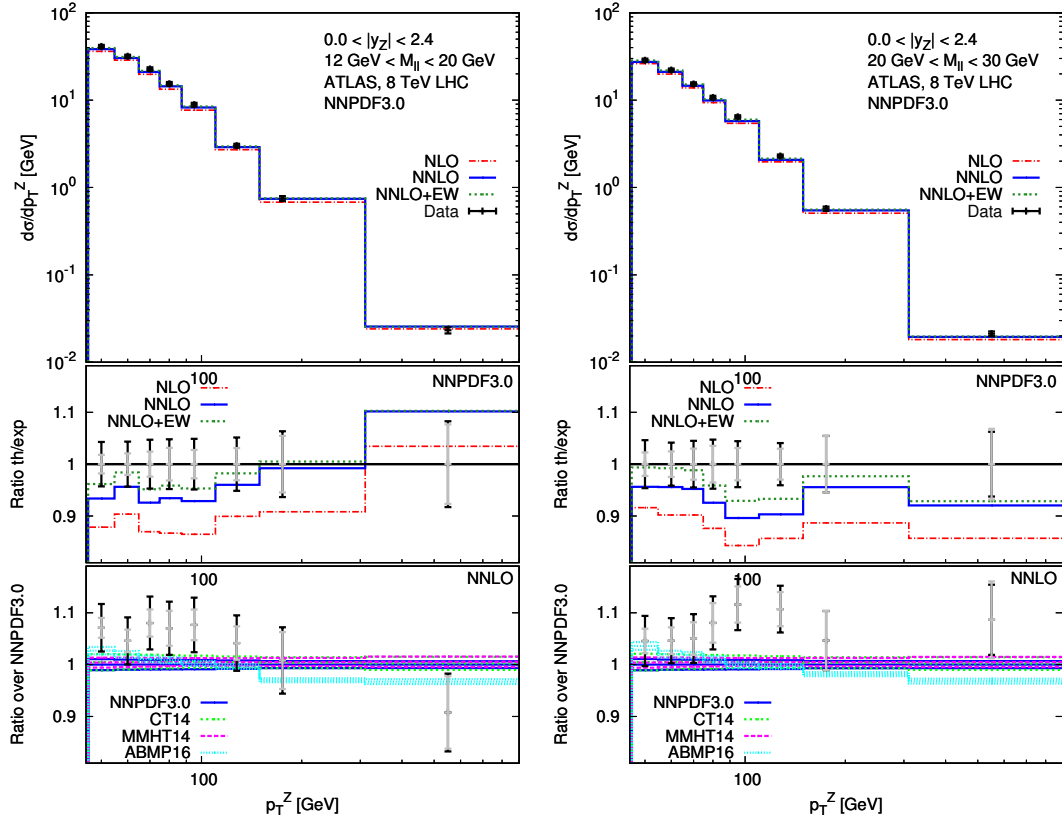 10^2
10^1
10^0
10^-1
10^-2
dσ/dp_T^Z [GeV]
0.0 < |y_Z| < 2.4
12 GeV < M_ll < 20 GeV
ATLAS, 8 TeV LHC
NNPDF3.0
NLO
NNLO
NNLO+EW
Data
100
NNPDF3.0
NLO
NNLO
NNLO+EW
1.1
1
0.9
Ratio th/exp
100
NNLO
1.1
1
0.9
Ratio over NNPDF3.0
NNPDF3.0
CT14
MMHT14
ABMP16
100
p_T^Z [GeV]
10^2
10^1
10^0
10^-1
10^-2
dσ/dp_T^Z [GeV]
0.0 < |y_Z| < 2.4
20 GeV < M_ll < 30 GeV
ATLAS, 8 TeV LHC
NNPDF3.0
NLO
NNLO
NNLO+EW
Data
100
NNPDF3.0
NLO
NNLO
NNLO+EW
1.1
1
0.9
Ratio th/exp
100
NNLO
1.1
1
0.9
Ratio over NNPDF3.0
NNPDF3.0
CT14
MMHT14
ABMP16
100
p_T^Z [GeV]